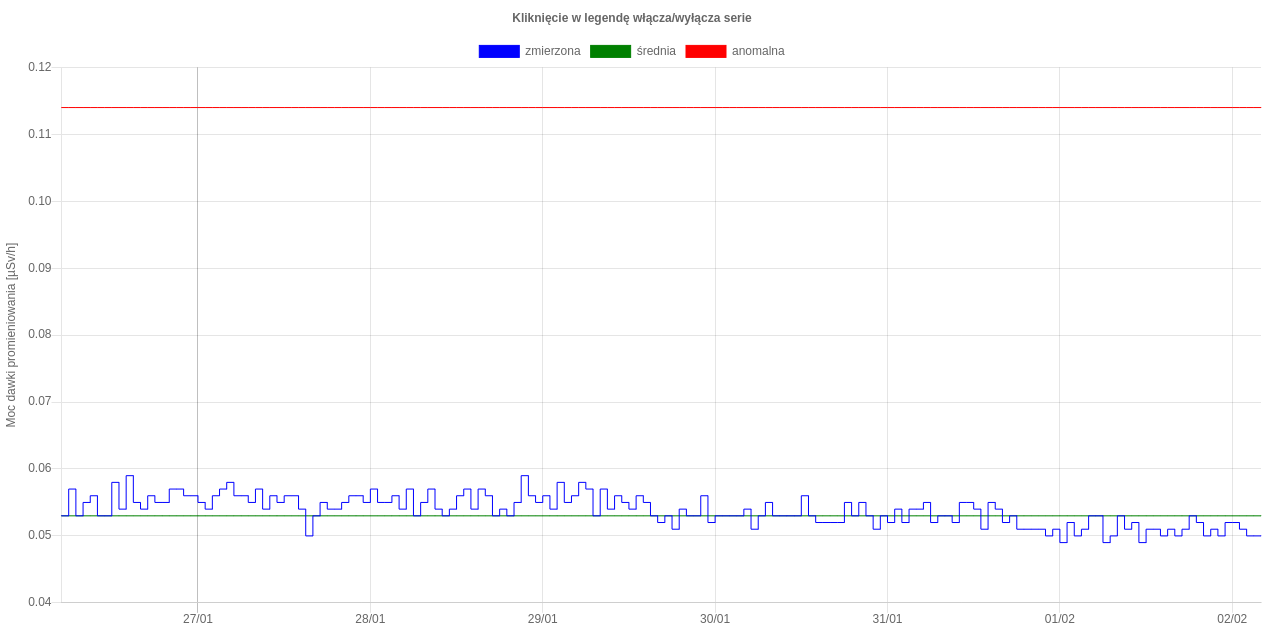 Kliknięcie w legendę włącza/wyłącza serie
zmierzona średnia anomalna
Moc dawki promieniowania [µSv/h]
0.12
0.11
0.10
0.09
0.08
0.07
0.06
0.05
0.04
27/01 28/01 29/01 30/01 31/01 01/02 02/02